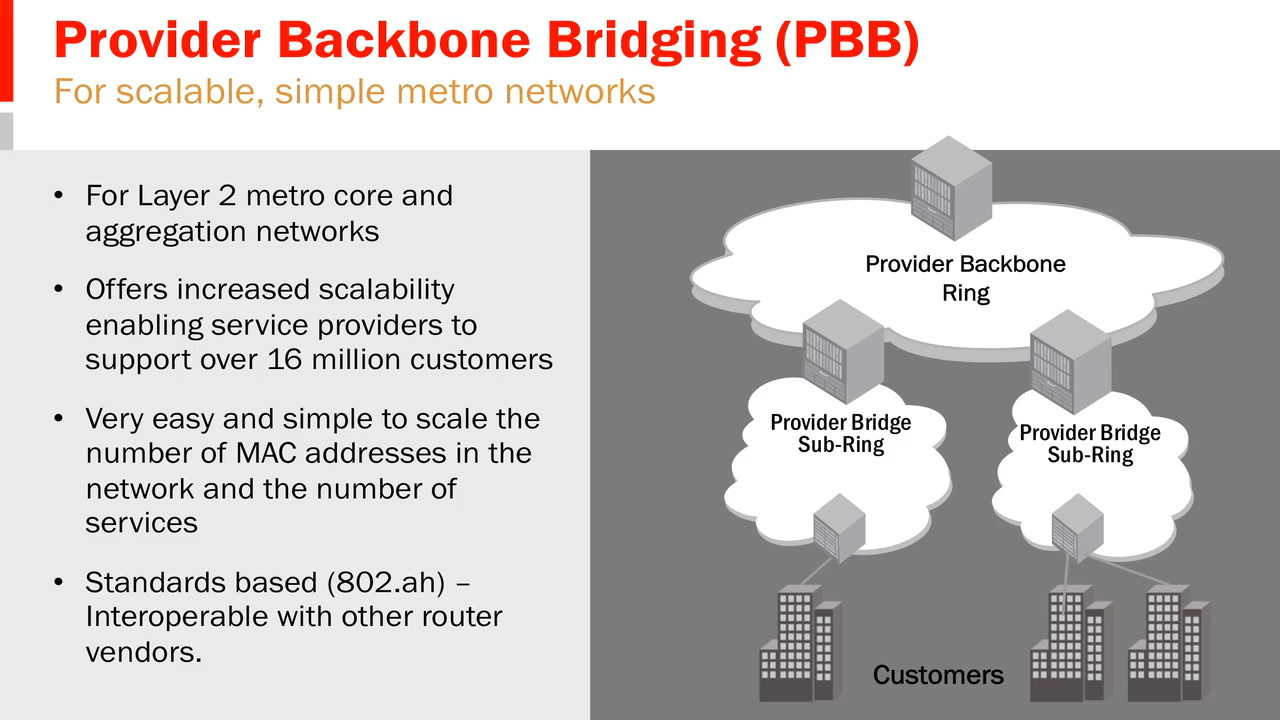 Provider Backbone Bridging (PBB)
For scalable, simple metro networks
• For Layer 2 metro core and
aggregation networks
• Offers increased scalability
enabling service providers to
support over 16 million customers
• Very easy and simple to scale the
number of MAC addresses in the
network and the number of
services
• Standards based (802.ah) –
Interoperable with other router
vendors.
Provider Backbone
Ring
Provider Bridge
Sub-Ring
Provider Bridge
Sub-Ring
Customers